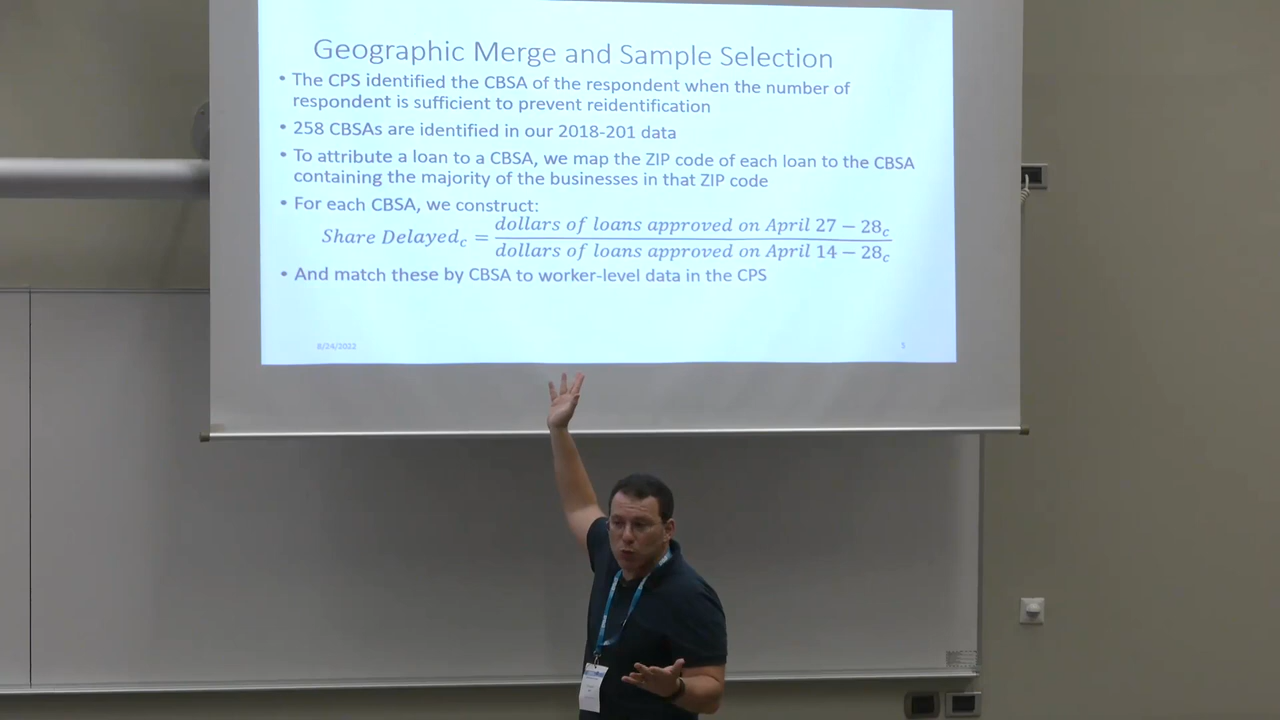 Geographic Merge and Sample Selection
• The CPS identified the CBSA of the respondent when the number of
respondent is sufficient to prevent reidentification
• 258 CBSAs are identified in our 2018-201 data
• To attribute a loan to a CBSA, we map the ZIP code of each loan to the CBSA
containing the majority of the businesses in that ZIP code
• For each CBSA, we construct:
Share Delayed_c = dollars of loans approved on April 27 − 28_c
dollars of loans approved on April 14 − 28_c
• And match these by CBSA to worker-level data in the CPS
8/24/2022
5